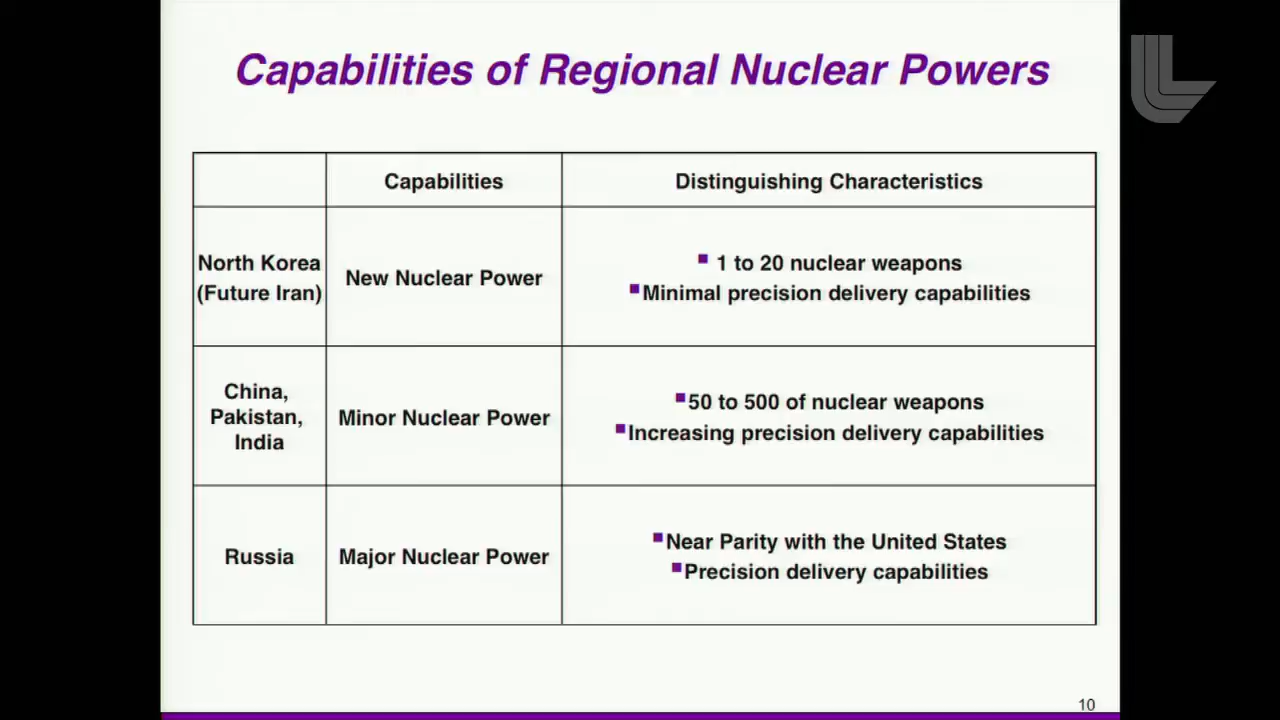 Capabilities of Regional Nuclear Powers
Capabilities
Distinguishing Characteristics
North Korea
(Future Iran)
New Nuclear Power
1 to 20 nuclear weapons
Minimal precision delivery capabilities
China,
Pakistan,
India
Minor Nuclear Power
50 to 500 of nuclear weapons
Increasing precision delivery capabilities
Russia
Major Nuclear Power
Near Parity with the United States
Precision delivery capabilities
10